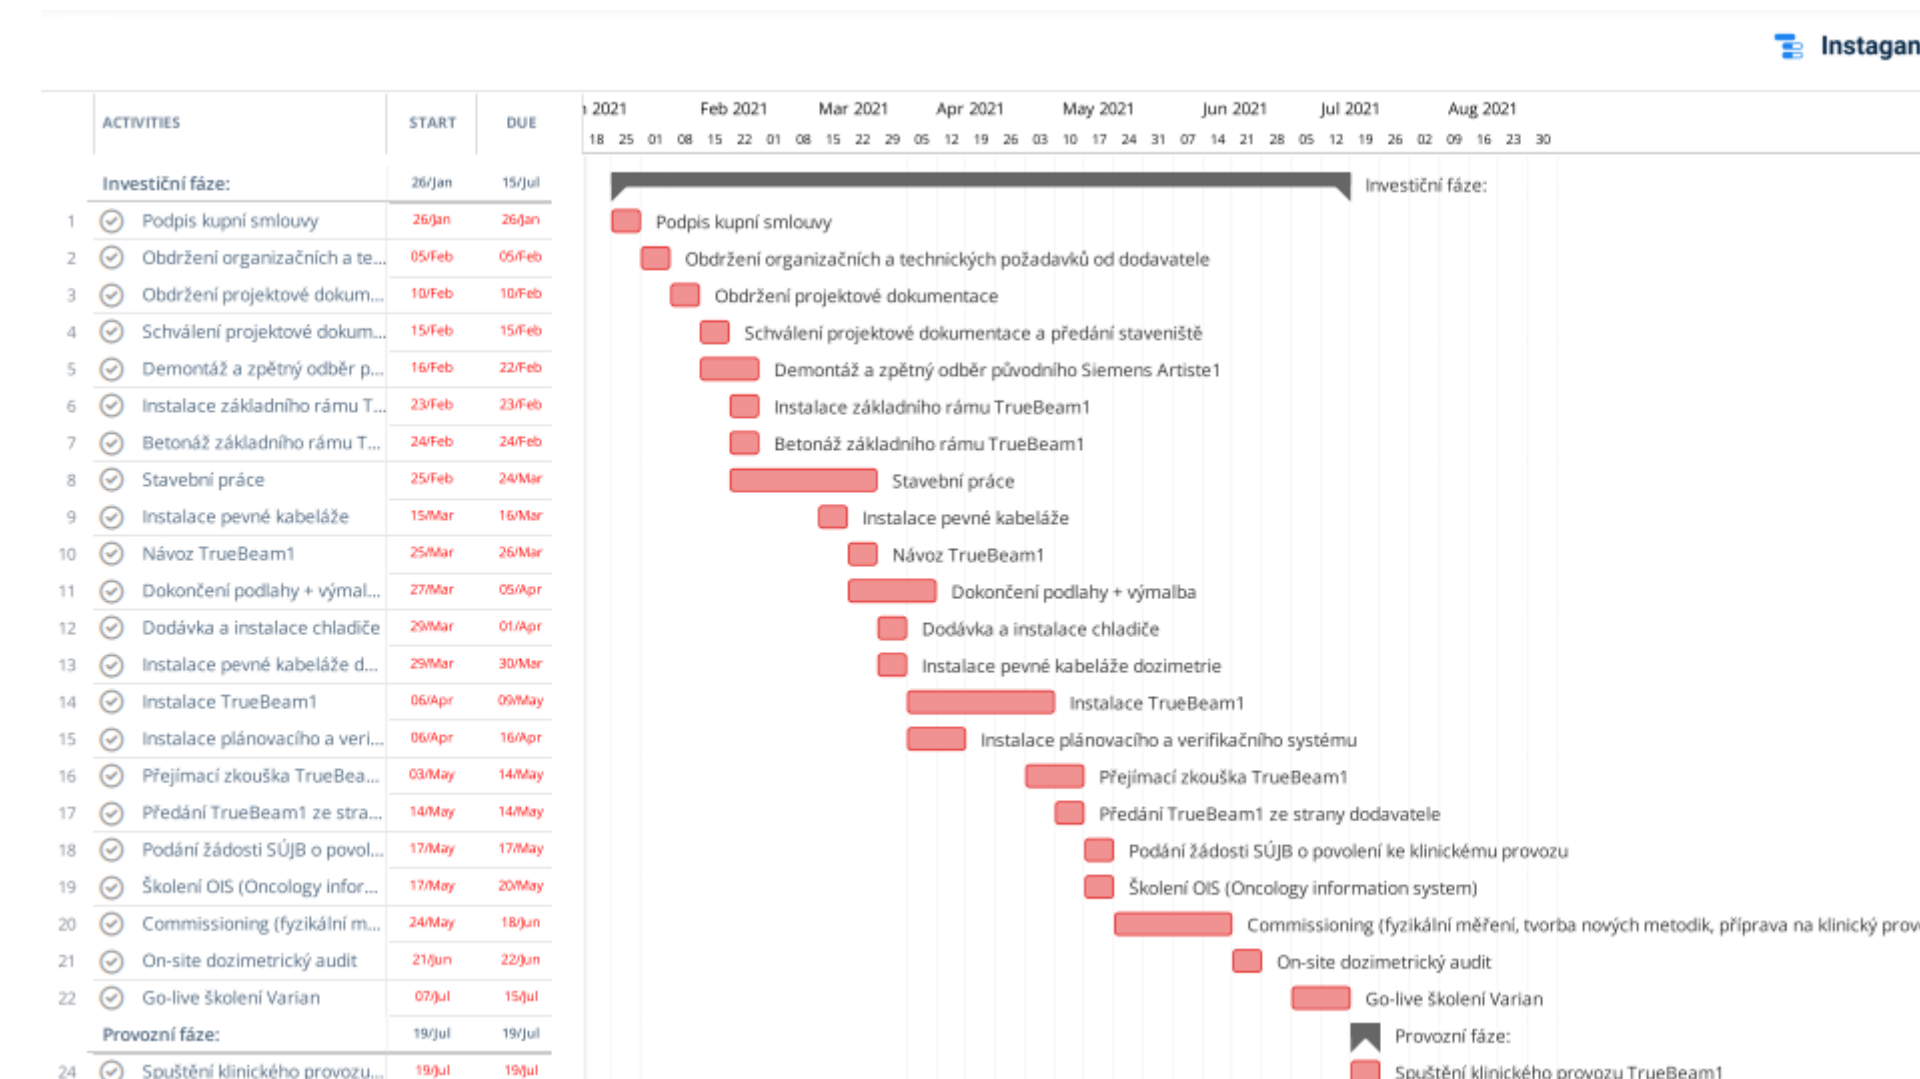 Instagan
ACTIVITIES START DUE 2021 Feb 2021 Mar 2021 Apr 2021 May 2021 Jun 2021 Jul 2021 Aug 2021
18 25 01 08 15 22 01 08 15 22 29 05 12 19 26 03 10 17 24 31 07 14 21 28 05 12 19 26 02 09 16 23 30
Investiční fáze: 26/Jan 15/Jul Investiční fáze:
1 Podpis kupní smlouvy 26/Jan 26/Jan Podpis kupní smlouvy
2 Obdržení organizačních a te... 05/Feb 05/Feb Obdržení organizačních a technických požadavků od dodavatele
3 Obdržení projektové dokum... 10/Feb 10/Feb Obdržení projektové dokumentace
4 Schválení projektové dokum... 15/Feb 15/Feb Schválení projektové dokumentace a předání staveniště
5 Demontáž a zpětný odběr p... 16/Feb 22/Feb Demontáž a zpětný odběr původního Siemens Artiste1
6 Instalace základního rámu T... 23/Feb 23/Feb Instalace základního rámu TrueBeam1
7 Betonáž základního rámu T... 24/Feb 24/Feb Betonáž základního rámu TrueBeam1
8 Stavební práce 25/Feb 24/Mar Stavební práce
9 Instalace pevné kabeláže 15/Mar 16/Mar Instalace pevné kabeláže
10 Návoz TrueBeam1 25/Mar 26/Mar Návoz TrueBeam1
11 Dokončení podlahy + výmal... 27/Mar 05/Apr Dokončení podlahy + výmalba
12 Dodávka a instalace chladiče 29/Mar 01/Apr Dodávka a instalace chladiče
13 Instalace pevné kabeláže d... 29/Mar 30/Mar Instalace pevné kabeláže dozimetrie
14 Instalace TrueBeam1 06/Apr 09/May Instalace TrueBeam1
15 Instalace plánovacího a veri... 06/Apr 16/Apr Instalace plánovacího a verifikačního systému
16 Přejímací zkouška TrueBea... 03/May 14/May Přejímací zkouška TrueBeam1
17 Předání TrueBeam1 ze stra... 14/May 14/May Předání TrueBeam1 ze strany dodavatele
18 Podání žádosti SÚJB o povol... 17/May 17/May Podání žádosti SÚJB o povolení ke klinickému provozu
19 Školení OIS (Oncology infor... 17/May 20/May Školení OIS (Oncology information system)
20 Commissioning (fyzikální m... 24/May 18/Jun Commissioning (fyzikální měření, tvorba nových metodik, příprava na klinický prov
21 On-site dozimetrický audit 21/Jun 22/Jun On-site dozimetrický audit
22 Go-live školení Varian 07/Jul 15/Jul Go-live školení Varian
Provozní fáze: 19/Jul 19/Jul Provozní fáze:
24 Spuštění klinického provozu... 19/Jul 19/Jul Spuštění klinického provozu TrueBeam1